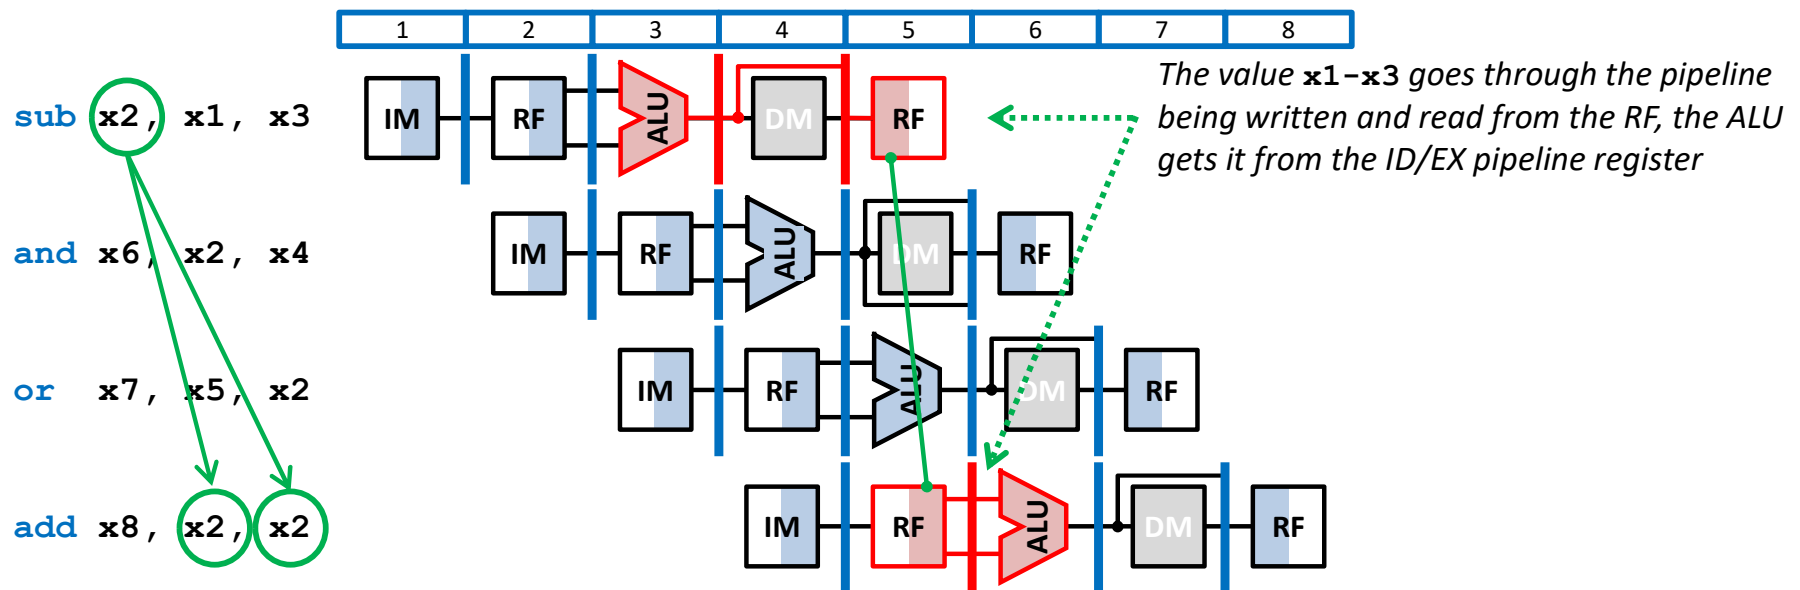 1 2 3 4 5 6 7 8
The value x1-x3 goes through the pipeline
being written and read from the RF, the ALU
gets it from the ID/EX pipeline register
sub x2, x1, x3
IM RF ALU DM RF
and x6, x2, x4
IM RF ALU DM RF
or x7, x5, x2
IM RF ALU DM RF
add x8, x2, x2
IM RF ALU DM RF